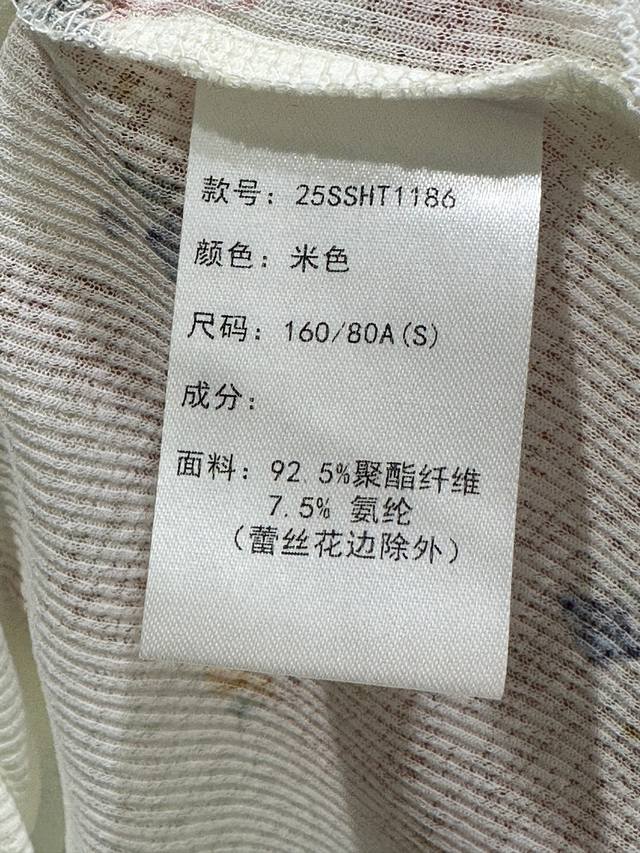 款号：25SSHT1186
颜色：米色
尺码：160/80A(S)
成分：
面料：92.5%聚酯纤维
7.5% 氨纶
（蕾丝花边除外）